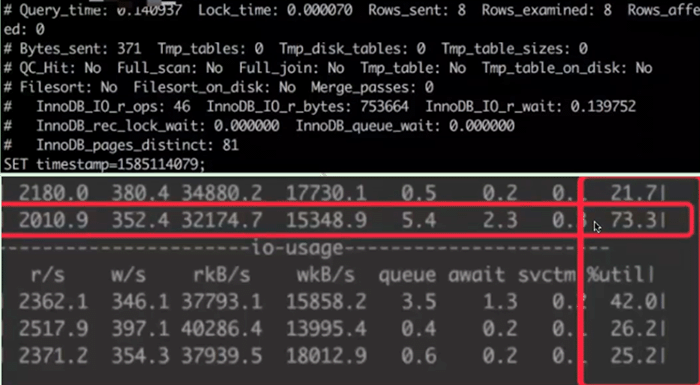 # Query_time: 0.140937  Lock_time: 0.000070  Rows_sent: 8  Rows_examined: 8  Rows_affe
ed: 0
# Bytes_sent: 371  Tmp_tables: 0  Tmp_disk_tables: 0  Tmp_table_sizes: 0
# QC_Hit: No  Full_scan: No  Full_join: No  Tmp_table: No  Tmp_table_on_disk: No
# Filesort: No  Filesort_on_disk: No  Merge_passes: 0
#   InnoDB_IO_r_ops: 46  InnoDB_IO_r_bytes: 753664  InnoDB_IO_r_wait: 0.139752
#   InnoDB_rec_lock_wait: 0.000000  InnoDB_queue_wait: 0.000000
#   InnoDB_pages_distinct: 81
SET timestamp=1585114079;
2180.0  380.4  34880.2  17730.1  0.5  0.2  0.  21.7|
2010.9  352.4  32174.7  15348.9  5.4  2.3  0.  73.3|
-------------------------io-usage-------------------------
r/s  w/s  rkB/s  wkB/s  queue  await  svctm  %util|
2362.1  346.1  37793.1  15858.2  3.5  1.3  0.  42.0|
2517.9  397.1  40286.4  13995.4  0.4  0.2  0.  26.2|
2371.2  354.3  37939.5  18012.9  0.6  0.2  0.  25.2|